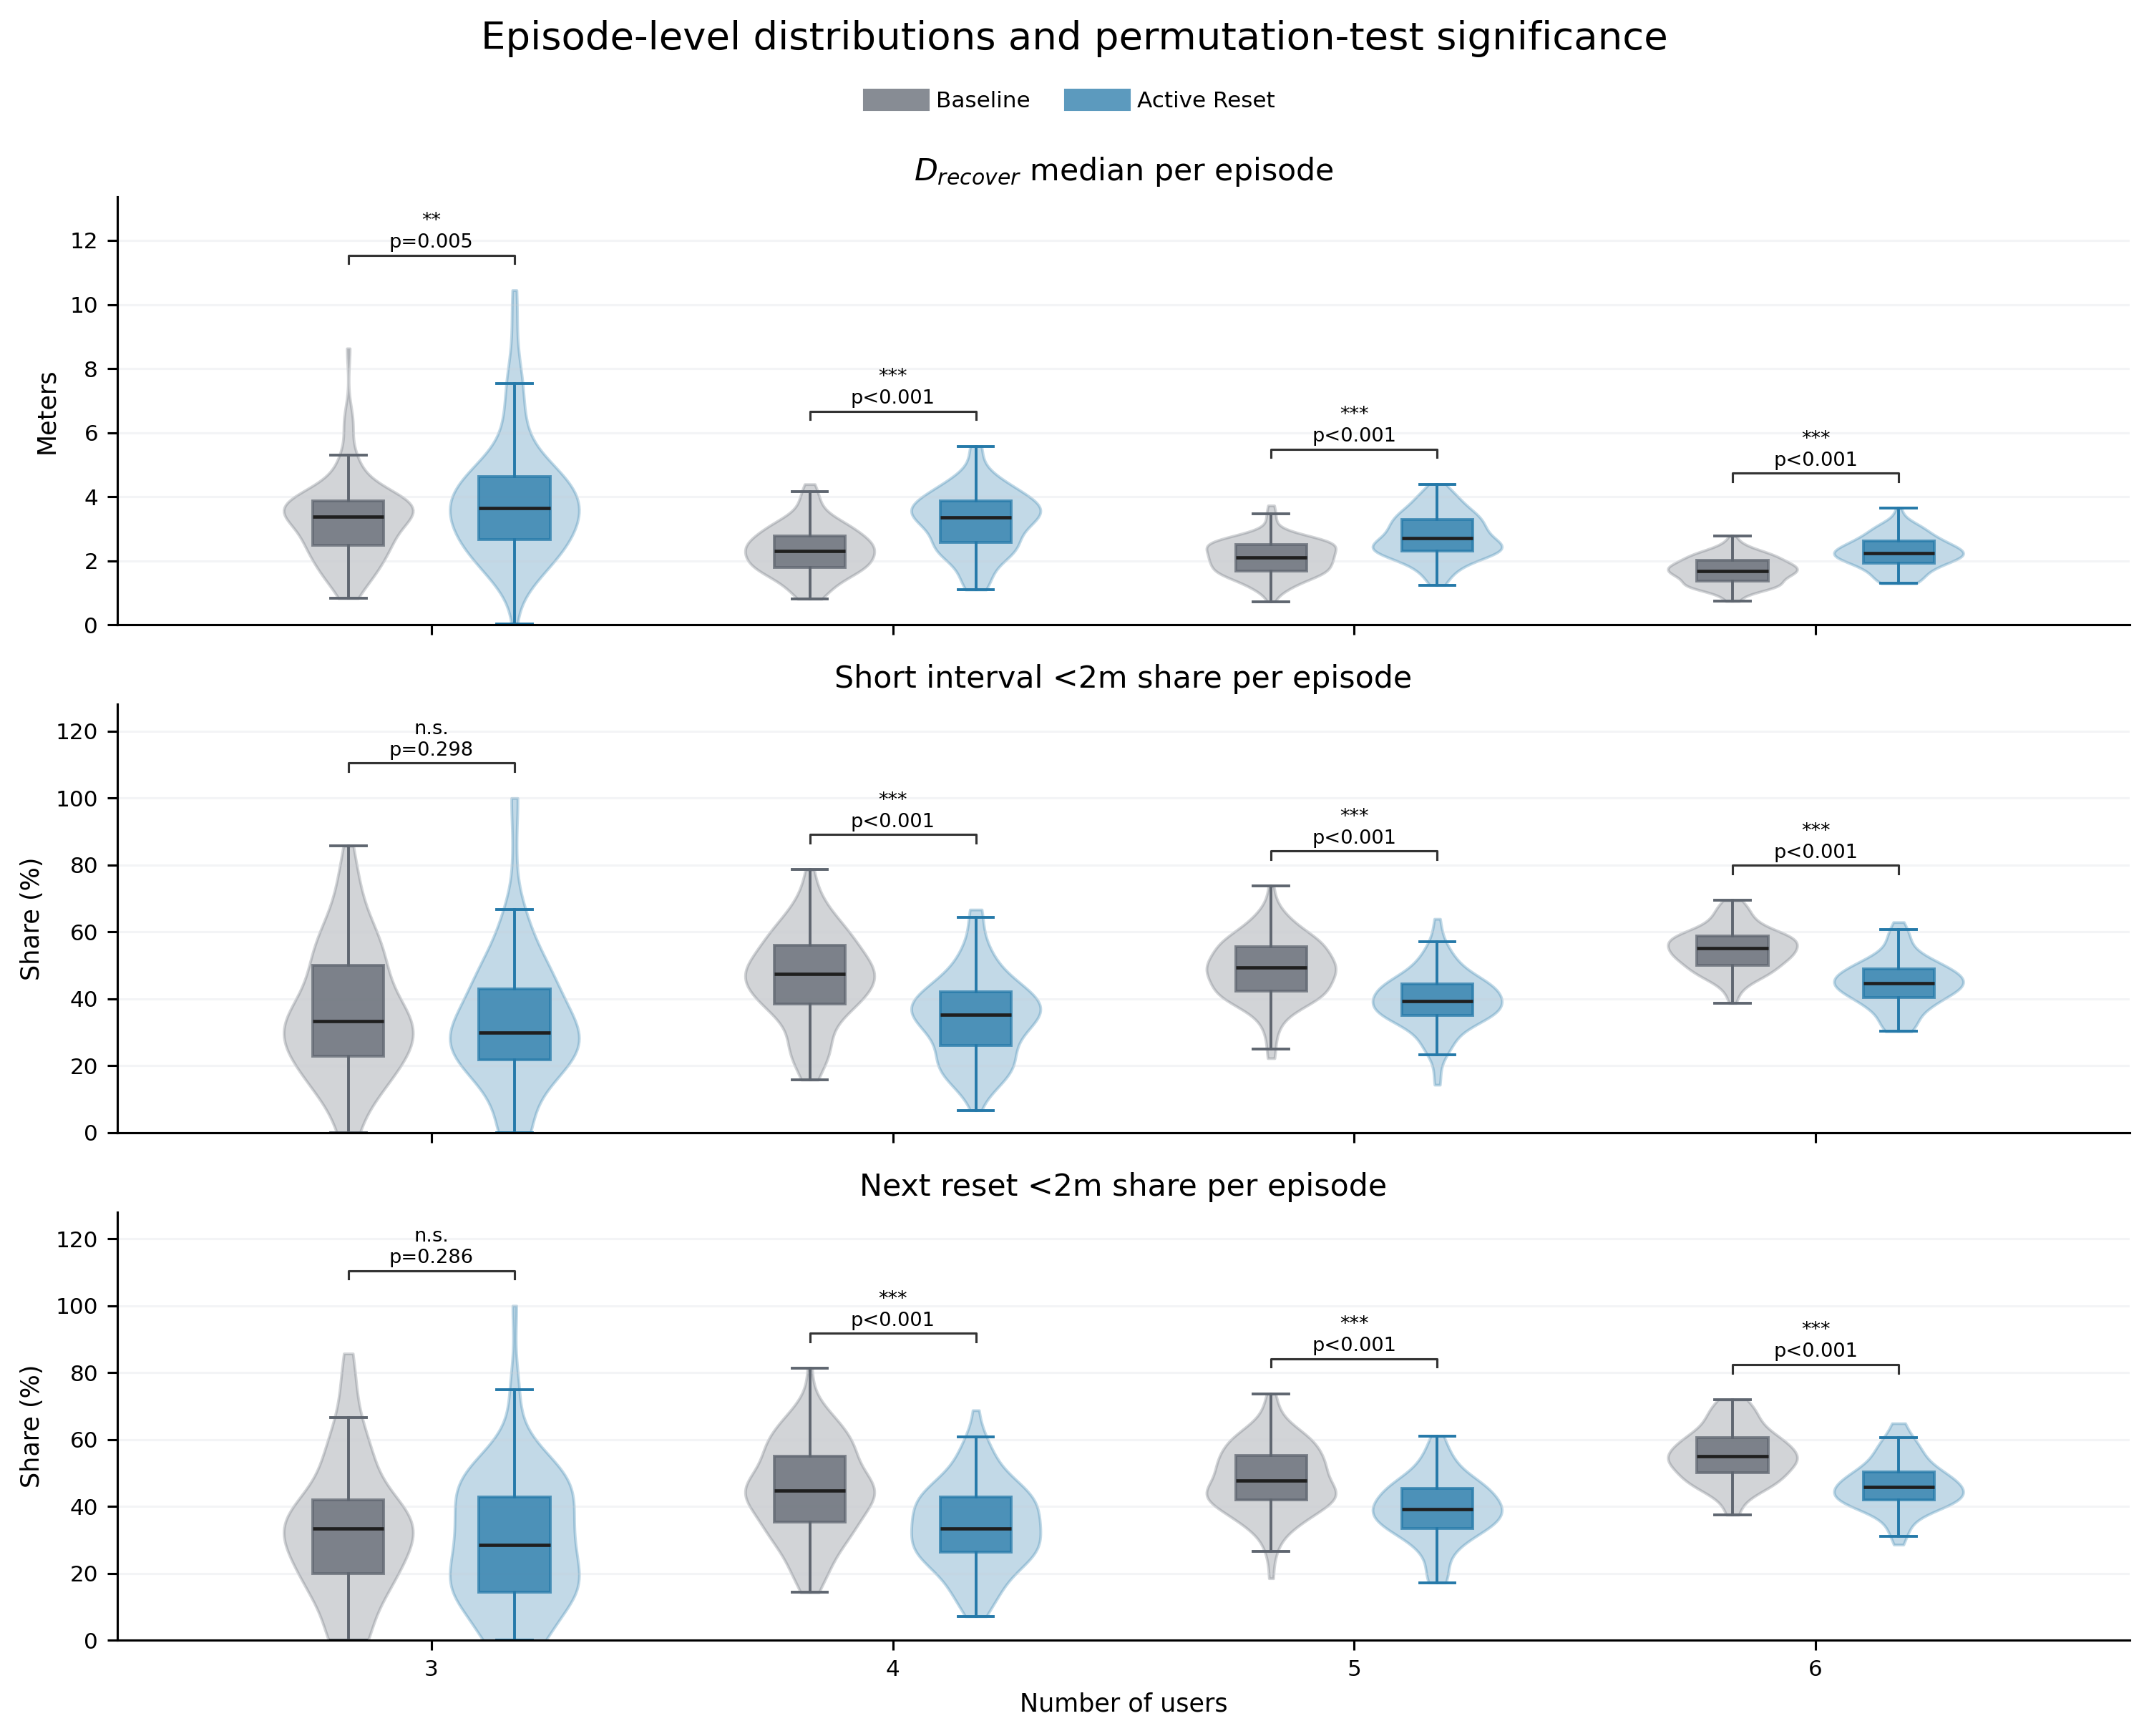 Episode-level distributions and permutation-test significance
Baseline Active Reset
D_recover median per episode
12
10
8
6
4
2
0
Meters
**
p=0.005
***
p<0.001
***
p<0.001
***
p<0.001
Short interval <2m share per episode
120
100
80
60
40
20
0
Share (%)
n.s.
p=0.298
***
p<0.001
***
p<0.001
***
p<0.001
Next reset <2m share per episode
120
100
80
60
40
20
0
Share (%)
n.s.
p=0.286
***
p<0.001
***
p<0.001
***
p<0.001
3 4 5 6
Number of users